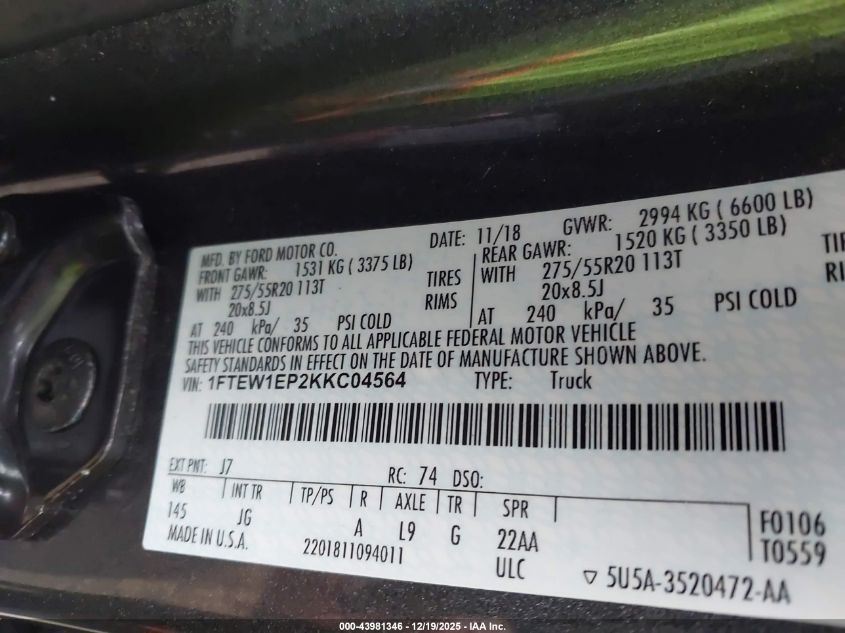 MFD. BY FORD MOTOR CO. DATE: 11/18 GVWR: 2994 KG ( 6600 LB)
FRONT GAWR: 1531 KG ( 3375 LB) REAR GAWR: 1520 KG ( 3350 LB)
WITH 275/55R20 113T TIRES WITH 275/55R20 113T
20x8.5J RIMS 20x8.5J
AT 240 kPa/ 35 PSI COLD AT 240 kPa/ 35 PSI COLD
THIS VEHICLE CONFORMS TO ALL APPLICABLE FEDERAL MOTOR VEHICLE
SAFETY STANDARDS IN EFFECT ON THE DATE OF MANUFACTURE SHOWN ABOVE.
VIN: 1FTEW1EP2KKC04564 TYPE: Truck
EXT PNT: J7 RC: 74 DSO:
WB INT TR TP/PS R AXLE TR SPR
145 JG A L9 G 22AA F0106
MADE IN U.S.A. 2201811094011 ULC T0559
▽ 5U5A-3520472-AA
000-43981346 - 12/19/2025 - IAA Inc.